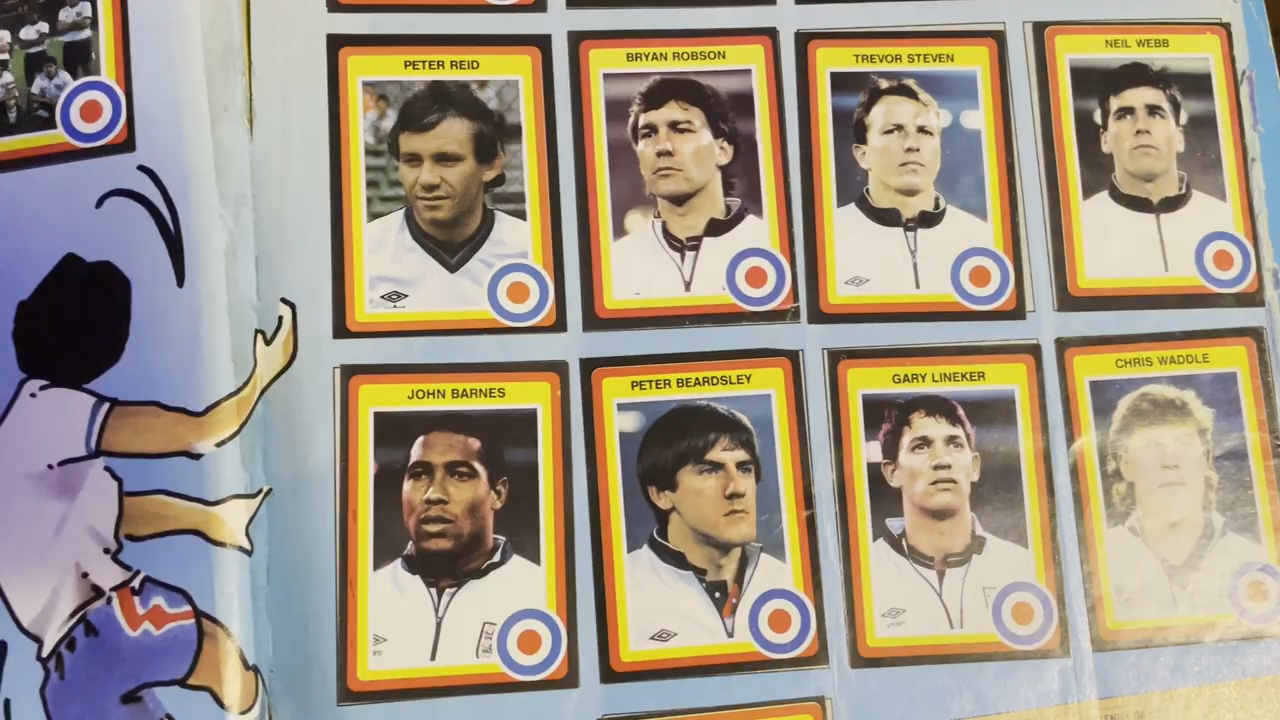 PETER REID
BRYAN ROBSON
TREVOR STEVEN
NEIL WEBB
JOHN BARNES
PETER BEARDSLEY
GARY LINEKER
CHRIS WADDLE